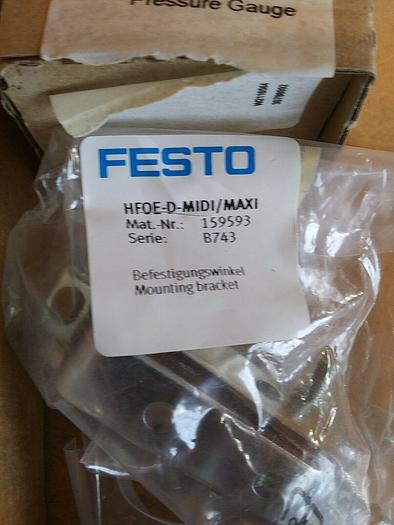 Pressure Gauge
FESTO
HFOE-D-MIDI/MAXI
Mat.-Nr.: 159593
Serie: B743
Befestigungswinkel
Mounting bracket